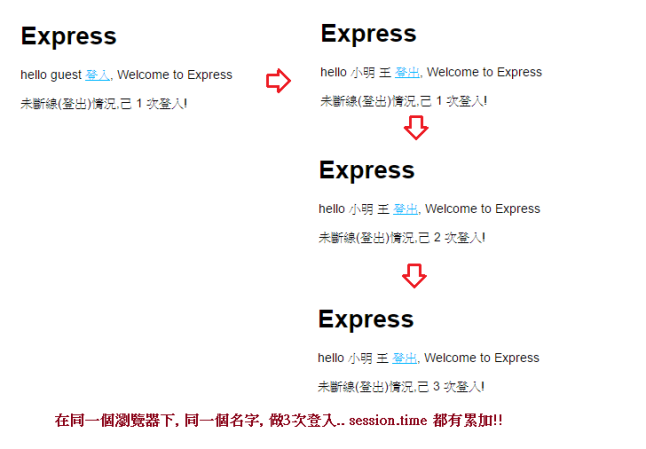 Express
hello guest 登入, Welcome to Express
未斷線(登出)情況,己 1 次登入!
Express
hello 小明 王 登出, Welcome to Express
未斷線(登出)情況,己 1 次登入!
Express
hello 小明 王 登出, Welcome to Express
未斷線(登出)情況,己 2 次登入!
Express
hello 小明 王 登出, Welcome to Express
未斷線(登出)情況,己 3 次登入!
在同一個瀏覽器下, 同一個名字, 做3次登入.. session.time 都有累加!!